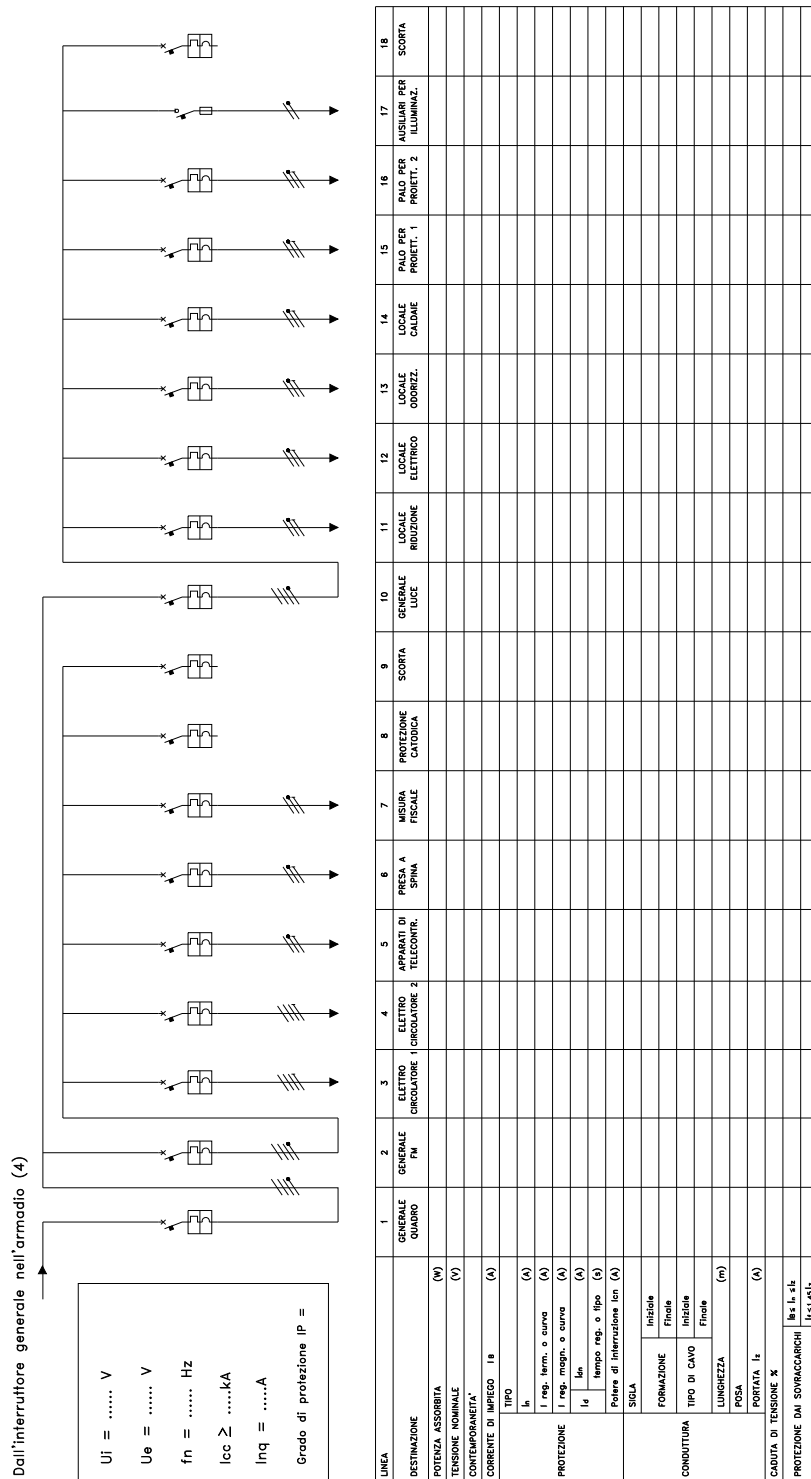 Dall'interruttore generale nell'armadio (4)
Ui = ...... V
Ue = ...... V
fn = ...... Hz
Icc ≥ .....kA
Inq = .....A
Grado di protezione IP =
LINEA 1 2 3 4 5 6 7 8 9 10 11 12 13 14 15 16 17 18
DESTINAZIONE
GENERALE
QUADRO
GENERALE
FM
ELETTRO
CIRCOLATORE 1
ELETTRO
CIRCOLATORE 2
APPARATI DI
TELECONTR.
PRESA A
SPINA
MISURA
FISCALE
PROTEZIONE
CATODICA
SCORTA
GENERALE
LUCE
LOCALE
RIDUZIONE
LOCALE
ELETTRICO
LOCALE
ODORIZZ.
LOCALE
CALDAIE
PALO PER
PROIETT. 1
PALO PER
PROIETT. 2
AUSILIARI PER
ILLUMINAZ.
SCORTA
POTENZA ASSORBITA (W)
TENSIONE NOMINALE (V)
CONTEMPORANEITA'
CORRENTE DI IMPIEGO IB (A)
PROTEZIONE
TIPO
In (A)
I reg. term. o curva (A)
I reg. magn. o curva (A)
Id
Idn (A)
tempo reg. o tipo (s)
Potere di interruzione Icn (A)
CONDUTTURA
SIGLA
FORMAZIONE
Iniziale
Finale
TIPO DI CAVO
Iniziale
Finale
LUNGHEZZA (m)
POSA
PORTATA Iz (A)
CADUTA DI TENSIONE %
PROTEZIONE DAI SOVRACCARICHI
IB≤ In ≤Iz
If≤1,45Iz